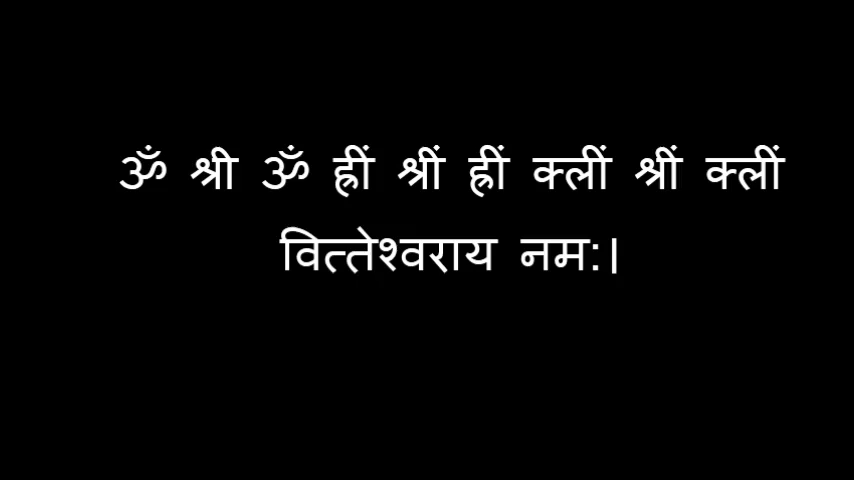 ॐ श्री ॐ ह्रीं श्रीं ह्रीं क्लीं श्रीं क्लीं
वित्तेश्वराय नम:।